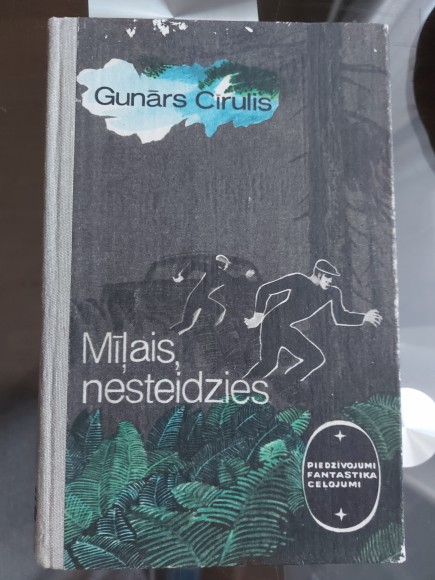 Gunārs Cīrulis
Mīļais,
nesteidzies
PIEDZĪVOJUMI
FANTASTIKA
CEĻOJUMI